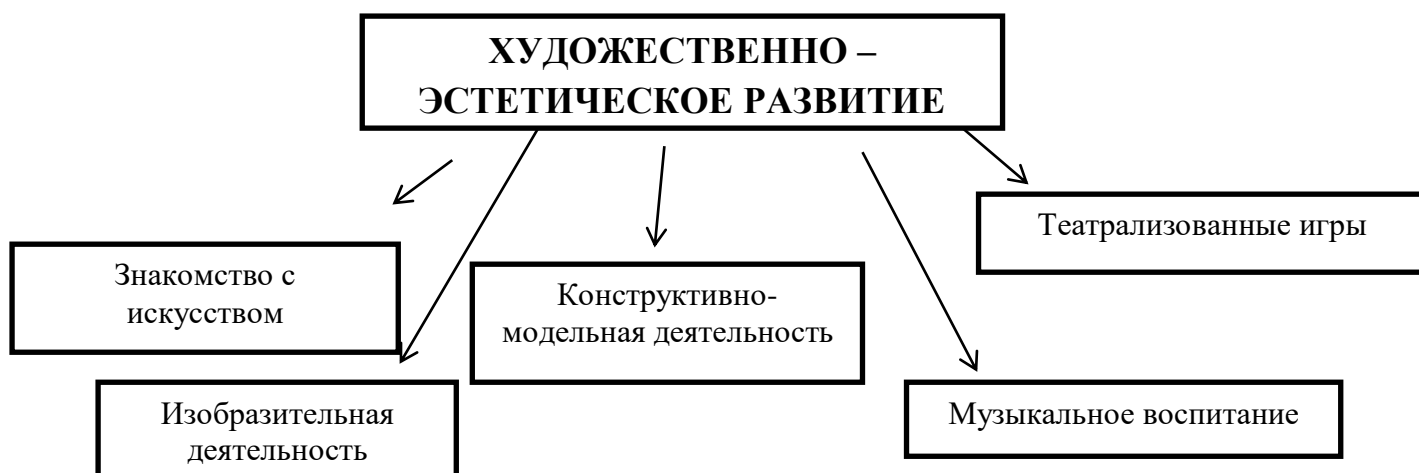 ХУДОЖЕСТВЕННО –
ЭСТЕТИЧЕСКОЕ РАЗВИТИЕ
Театрализованные игры
Знакомство с
искусством
Конструктивно-
модельная деятельность
Изобразительная
деятельность
Музыкальное воспитание